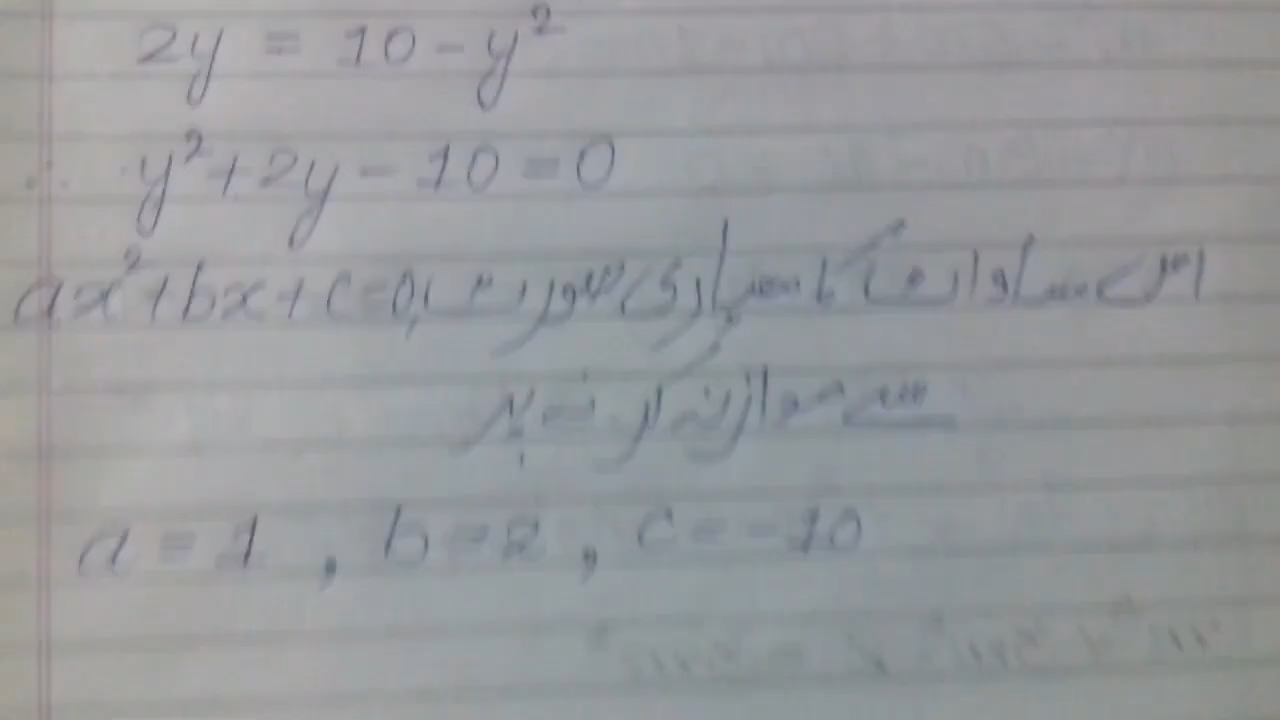 2y = 10 - y²
∴ y² + 2y - 10 = 0
اس مساوات کا معیاری صورت، ax² + bx + c = 0
سے موازنہ کرنے پر
a = 1 , b = 2 , c = -10